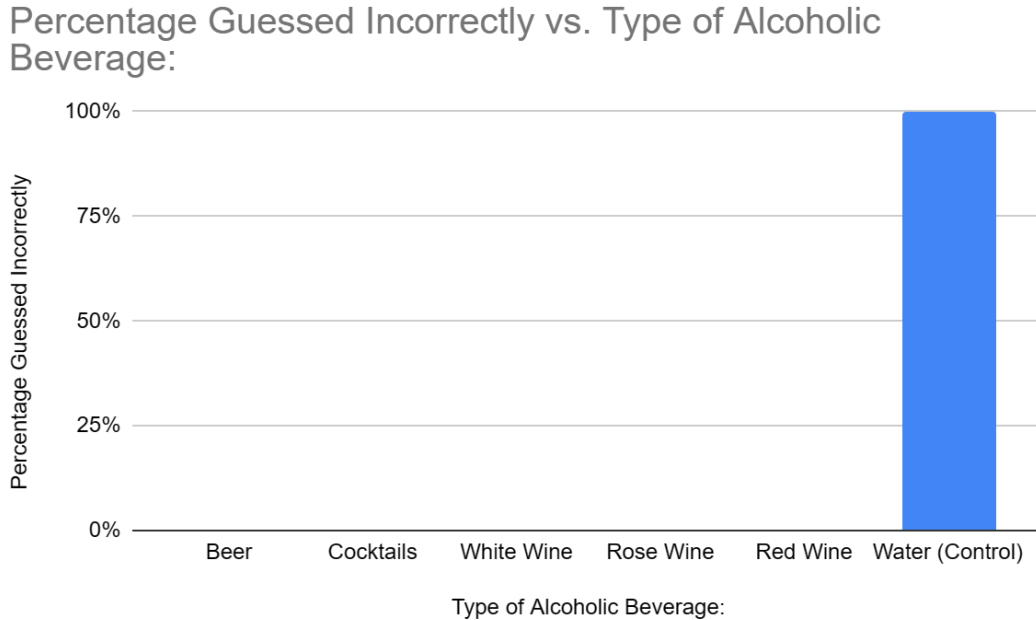 Percentage Guessed Incorrectly vs. Type of Alcoholic
Beverage:
100%
75%
50%
25%
0%
Percentage Guessed Incorrectly
Beer
Cocktails
White Wine
Rose Wine
Red Wine
Water (Control)
Type of Alcoholic Beverage: